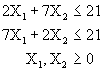 2X₁ + 7X₂ ≤ 21
7X₁ + 2X₂ ≤ 21
X₁, X₂ ≥ 0